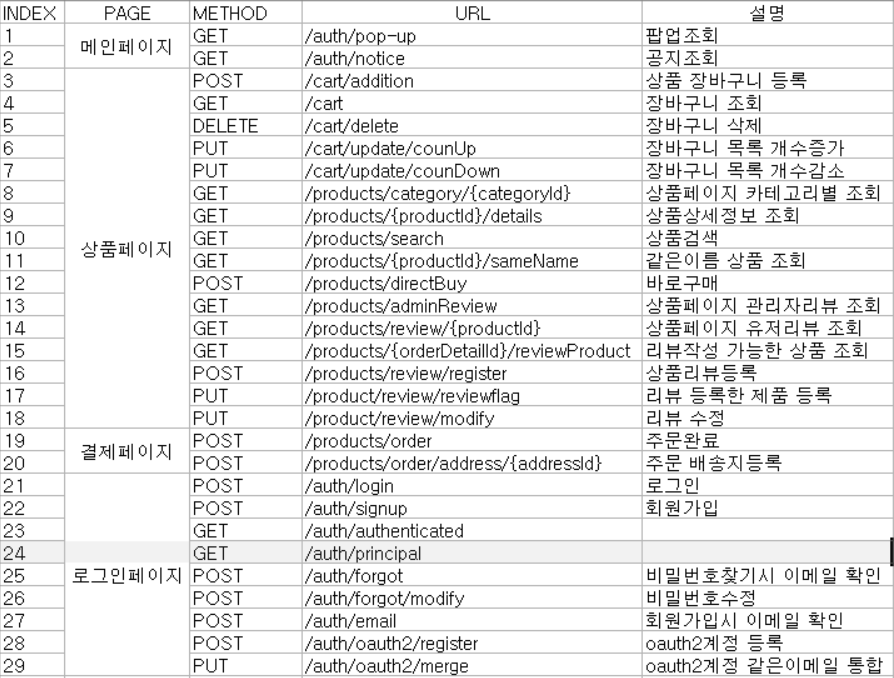 INDEX PAGE METHOD URL 설명
1 메인페이지 GET /auth/pop-up 팝업조회
2 GET /auth/notice 공지조회
3 상품페이지 POST /cart/addition 상품 장바구니 등록
4 GET /cart 장바구니 조회
5 DELETE /cart/delete 장바구니 삭제
6 PUT /cart/update/counUp 장바구니 목록 개수증가
7 PUT /cart/update/counDown 장바구니 목록 개수감소
8 GET /products/category/{categoryId} 상품페이지 카테고리별 조회
9 GET /products/{productId}/details 상품상세정보 조회
10 GET /products/search 상품검색
11 GET /products/{productId}/sameName 같은이름 상품 조회
12 POST /products/directBuy 바로구매
13 GET /products/adminReview 상품페이지 관리자리뷰 조회
14 GET /products/review/{productId} 상품페이지 유저리뷰 조회
15 GET /products/{orderDetailId}/reviewProduct 리뷰작성 가능한 상품 조회
16 POST /products/review/register 상품리뷰등록
17 PUT /product/review/reviewflag 리뷰 등록한 제품 등록
18 PUT /product/review/modify 리뷰 수정
19 결제페이지 POST /products/order 주문완료
20 POST /products/order/address/{addressId} 주문 배송지등록
21 로그인페이지 POST /auth/login 로그인
22 POST /auth/signup 회원가입
23 GET /auth/authenticated
24 GET /auth/principal
25 POST /auth/forgot 비밀번호찾기시 이메일 확인
26 POST /auth/forgot/modify 비밀번호수정
27 POST /auth/email 회원가입시 이메일 확인
28 POST /auth/oauth2/register oauth2계정 등록
29 PUT /auth/oauth2/merge oauth2계정 같은이메일 통합